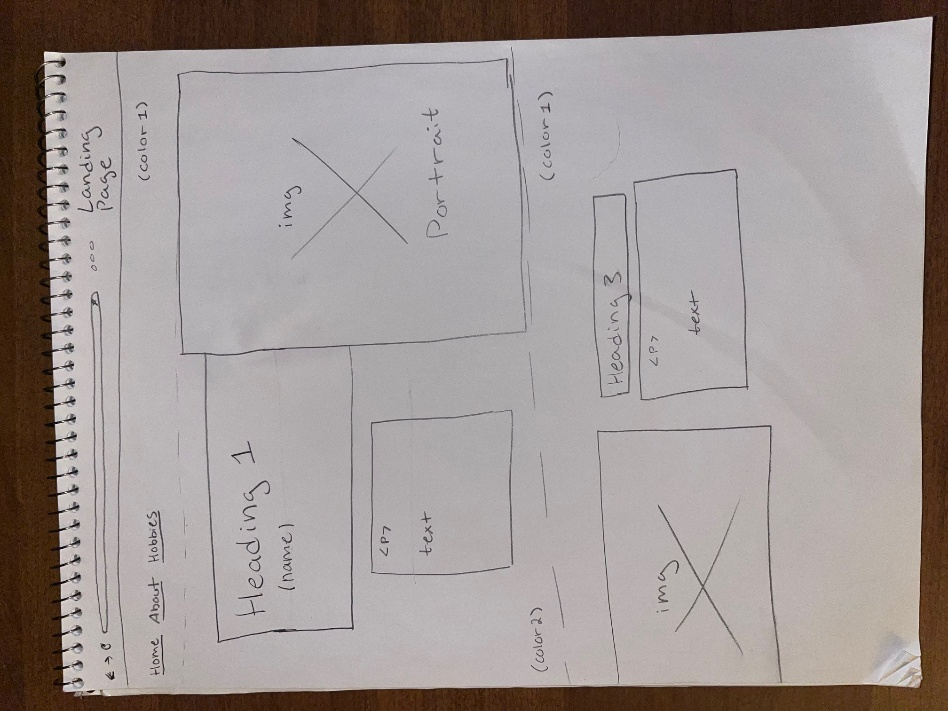 Landing
Page
Home About Hobbies
(color 1)
Heading 1
(name)
img
Portrait
<P>
text
(color 2)
(color 1)
img
Heading 3
<P>
text